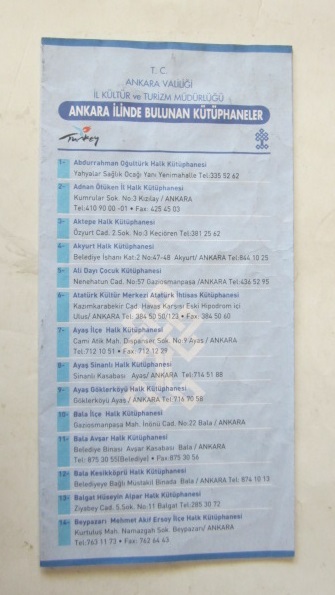 T. C.
ANKARA VALİLİĞİ
İL KÜLTÜR ve TURİZM MÜDÜRLÜĞÜ
ANKARA İLİNDE BULUNAN KÜTÜPHANELER
Turkey
1- Abdurrahman Oğultürk Halk Kütüphanesi
Yahyalar Sağlık Ocağı Yanı Yenimahalle Tel:335 52 62
2- Adnan Ötüken İl Halk Kütüphanesi
Kumrular Sok. No:3 Kızılay / ANKARA
Tel:410 90 00 -01 • Fax: 425 45 03
3- Aktepe Halk Kütüphanesi
Özyurt Cad. 2.Sok. No:3 Keçiören Tel:381 25 62
4- Akyurt Halk Kütüphanesi
Belediye İshanı Kat:2 No:47-48 Akyurt/ ANKARA Tel:844 10 25
5- Ali Dayı Çocuk Kütüphanesi
Nenehatun Cad. No:57 Gaziosmanpaşa /ANKARA Tel:436 52 95
6- Atatürk Kültür Merkezi Atatürk İhtisas Kütüphanesi
Kazımkarabekir Cad. Havaş Karşısı Eski Hipodrom içi
Ulus/ ANKARA Tel: 384 50 50/123 • Fax: 384 50 60
7- Ayaş İlçe Halk Kütüphanesi
Cami Atik Mah. Dispanser Sok. No:9 Ayaş / ANKARA
Tel:712 10 51 • Fax: 712 12 29
8- Ayaş Sinanlı Halk Kütüphanesi
Sinanlı Kasabası Ayaş/ ANKARA Tel:714 51 88
9- Ayaş Göklerköyü Halk Kütüphanesi
Göklerköyü Ayaş / ANKARA Tel:716 70 58
10- Bala İlçe Halk Kütüphanesi
Gaziosmanpaşa Mah. İnönü Cad. No:22 Bala / ANKARA
11- Bala Avşar Halk Kütüphanesi
Belediye Binası Avşar Kasabası Bala / ANKARA
Tel: 875 30 55(Belediye) • Fax 875 30 56
12- Bala Kesikköprü Halk Kütüphanesi
Belediyeye Bağlı Müstakil Binada Bala / ANKARA Tel: 874 10 13
13- Balgat Hüseyin Alpar Halk Kütüphanesi
Ziyabey Cad. 5.Sok. No:11 Balgat Tel:285 30 72
14- Beypazarı Mehmet Akif Ersoy İlçe Halk Kütüphanesi
Kurtuluş Mah. Namazgah Sok. Beypazarı/ ANKARA
Tel:763 11 73 • Fax: 762 64 43